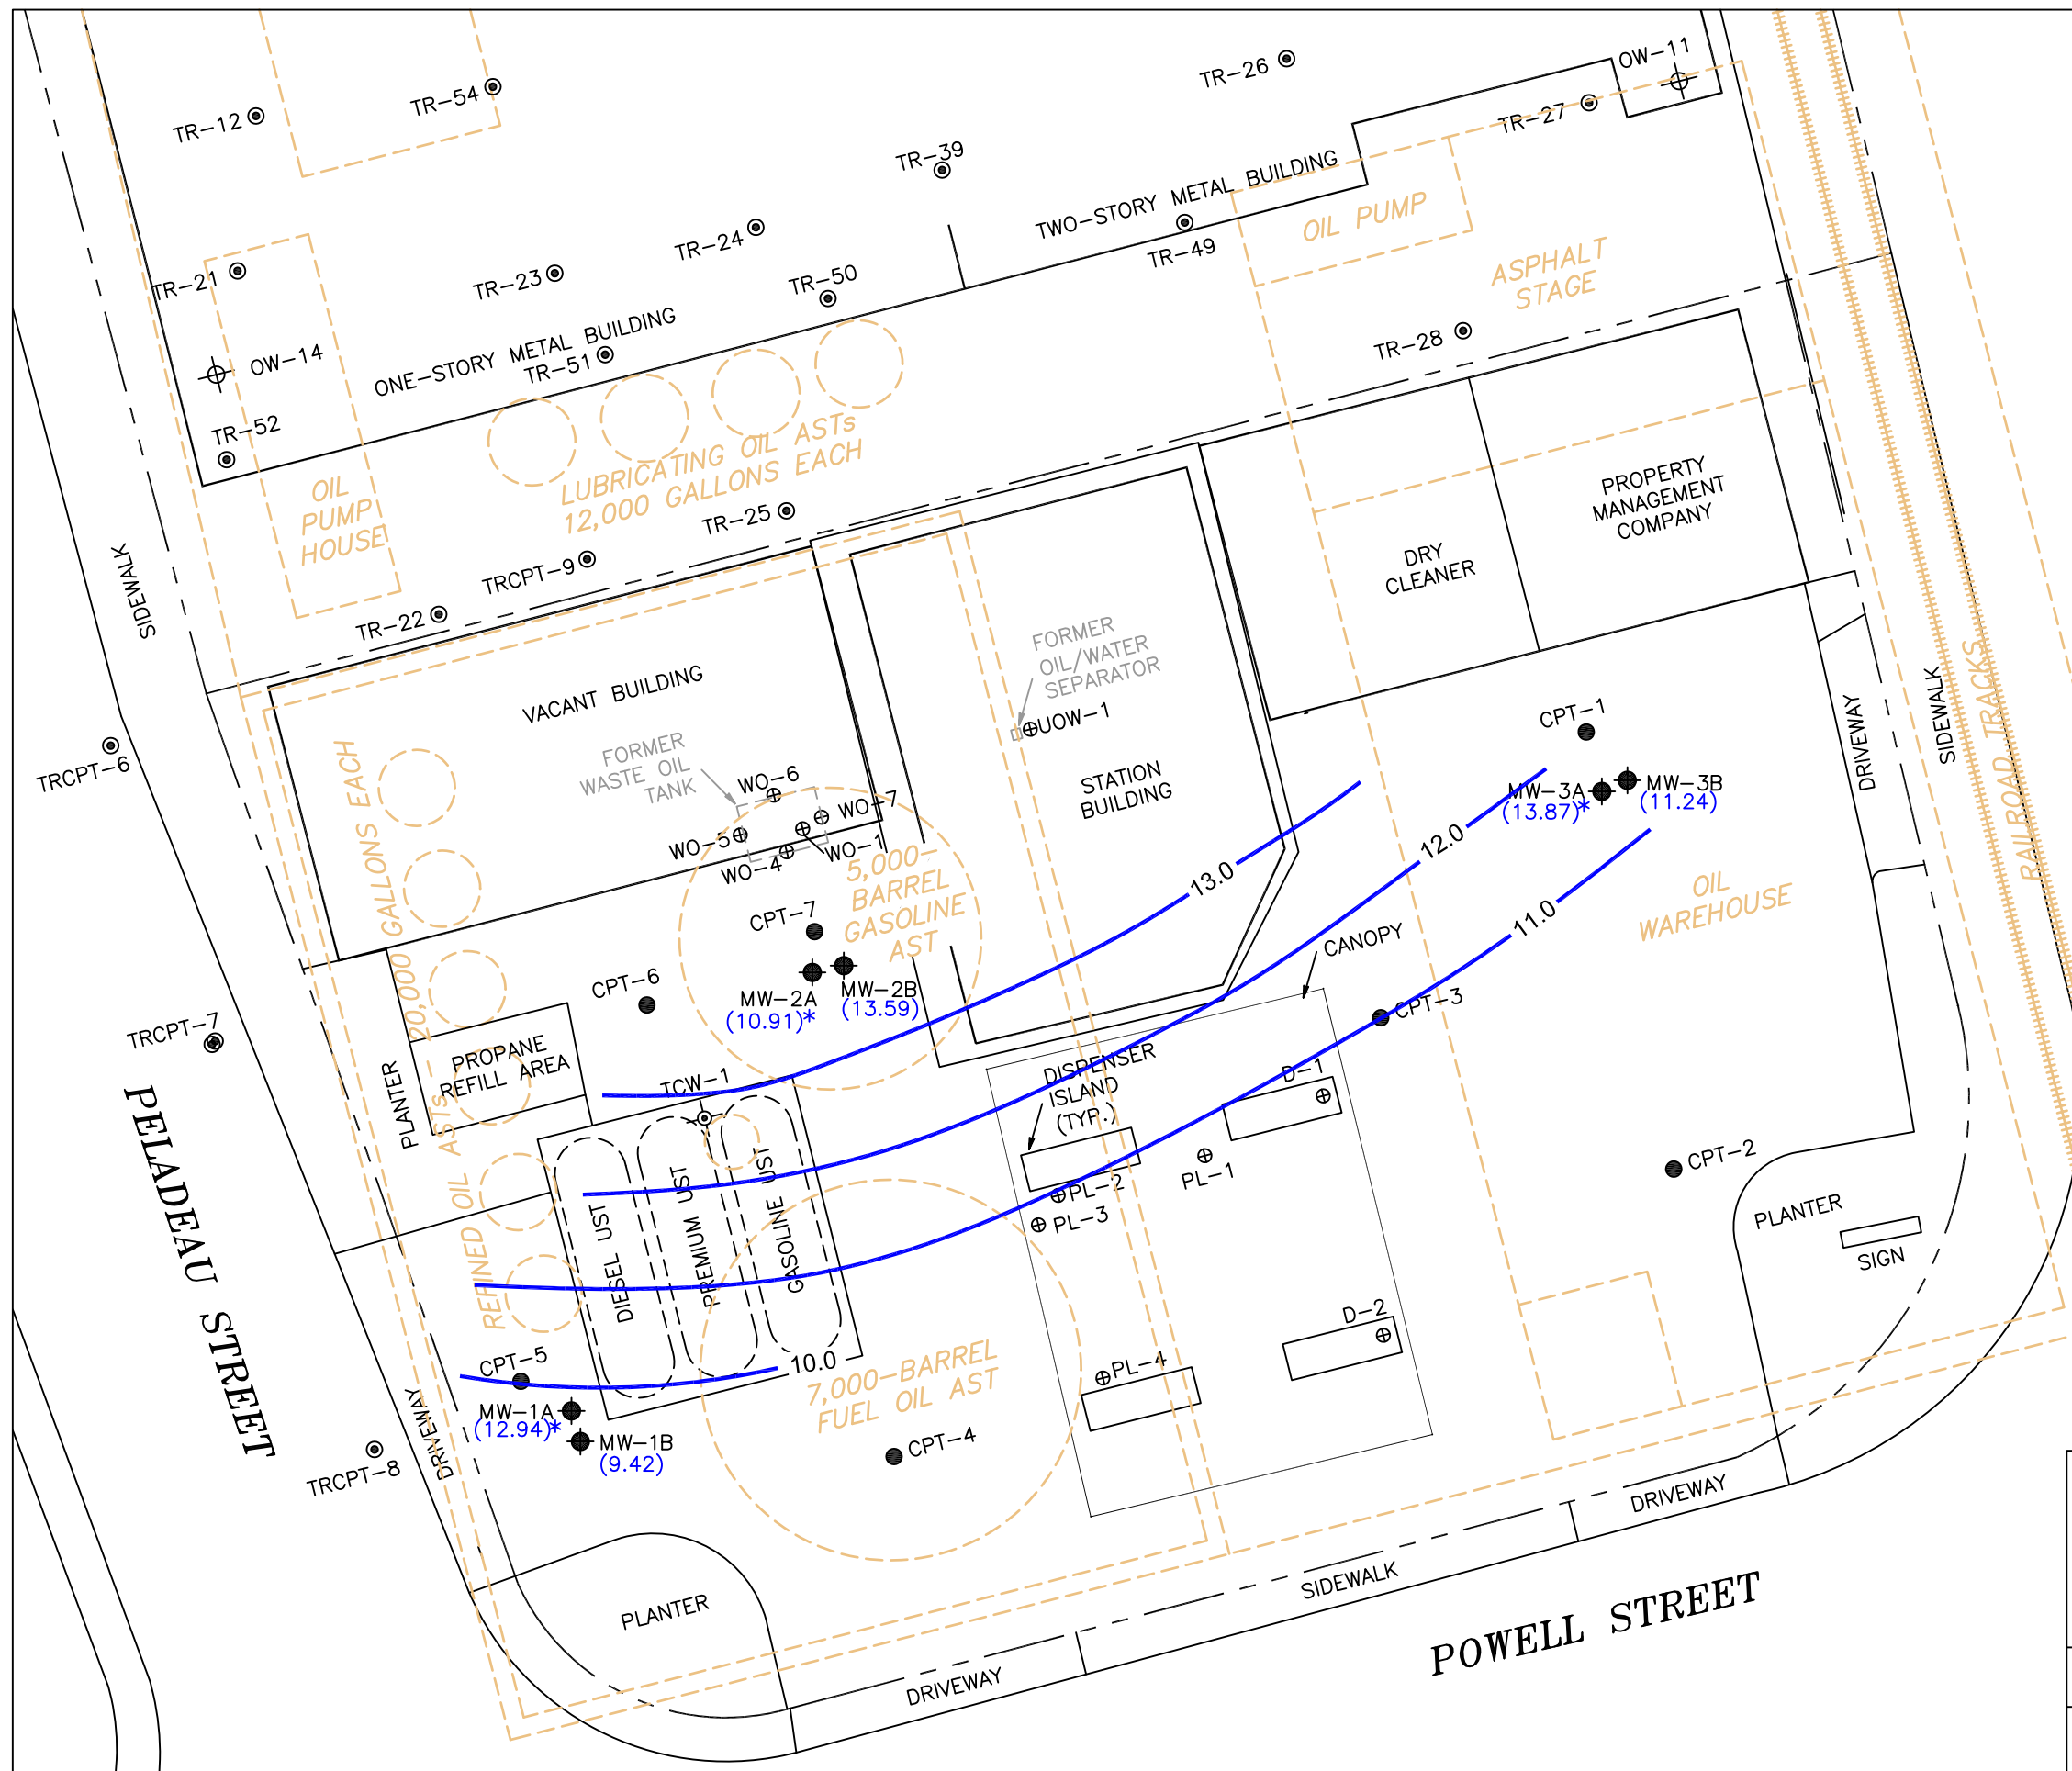 TR-12
TR-54
TR-26
OW-11
TR-27
TR-39
TWO-STORY METAL BUILDING
TR-49
OIL PUMP
ASPHALT
STAGE
TR-21
TR-23
TR-24
TR-50
OW-14
ONE-STORY METAL BUILDING
TR-51
TR-28
TR-52
OIL
PUMP
HOUSE
LUBRICATING OIL ASTs
12,000 GALLONS EACH
TR-25
TRCPT-9
TR-22
SIDEWALK
DRY
CLEANER
PROPERTY
MANAGEMENT
COMPANY
VACANT BUILDING
FORMER
WASTE OIL
TANK
FORMER
OIL/WATER
SEPARATOR
UOW-1
STATION
BUILDING
WO-6
WO-7
WO-5
WO-1
WO-4
5,000-
BARREL
GASOLINE
AST
CPT-1
MW-3A
(13.87)*
MW-3B
(11.24)
DRIVEWAY
SIDEWALK
RAILROAD TRACKS
TRCPT-6
13.0
12.0
11.0
OIL
WAREHOUSE
CANOPY
CPT-7
CPT-6
MW-2A
(10.91)*
MW-2B
(13.59)
CPT-3
TRCPT-7
PLANTER
PROPANE
REFILL AREA
REFINED OIL ASTs 20,000 GALLONS EACH
TCW-1
DISPENSER
ISLAND
(TYP.)
D-1
PL-1
PL-2
PL-3
CPT-2
PLANTER
SIGN
PELADEAU STREET
DIESEL UST
PREMIUM UST
GASOLINE UST
D-2
PL-4
10.0
7,000-BARREL
FUEL OIL AST
CPT-5
MW-1A
(12.94)*
MW-1B
(9.42)
DRIVEWAY
TRCPT-8
CPT-4
PLANTER
DRIVEWAY
SIDEWALK
DRIVEWAY
POWELL STREET